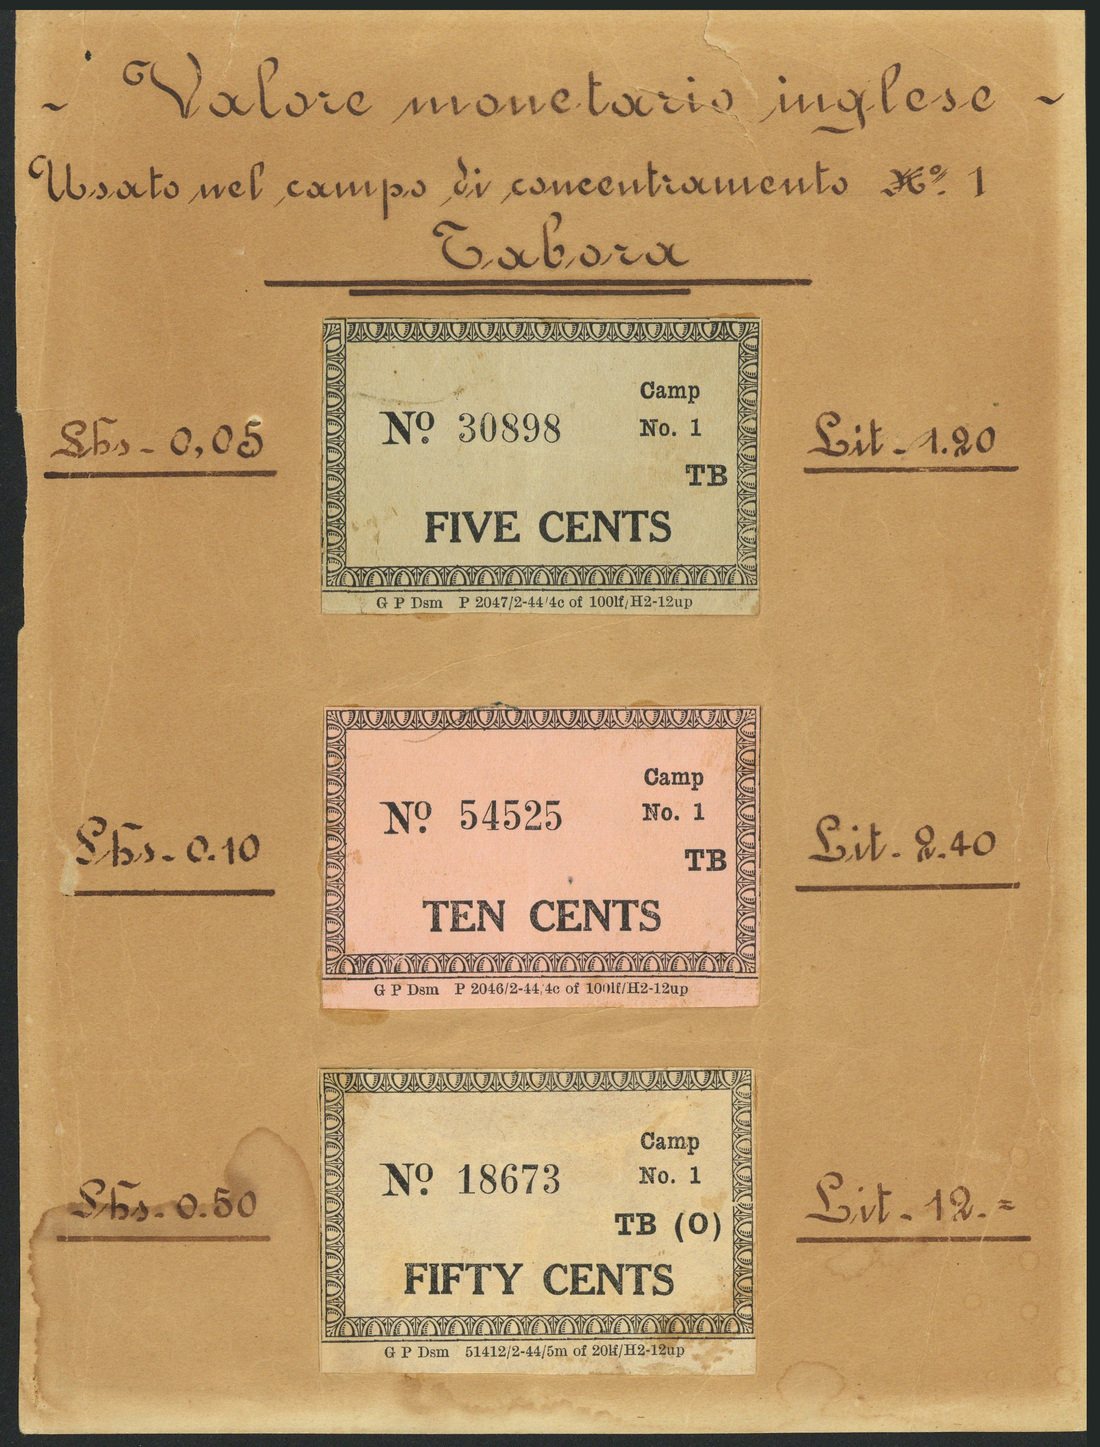 - Valore monetario inglese -
Usato nel campo di concentramento No. 1
Tabora
No. 30898
Camp
No. 1
TB
FIVE CENTS
G P Dsm P 2047/2-44/4c of 100lf/H2-12up
Shs - 0,05
Lit - 1.20
No. 54525
Camp
No. 1
TB
TEN CENTS
G P Dsm P 2046/2-44/4c of 100lf/H2-12up
Shs - 0.10
Lit - 2.40
No. 18673
Camp
No. 1
TB (O)
FIFTY CENTS
G P Dsm 51412/2-44/5m of 20lf/H2-12up
Shs - 0.50
Lit - 12.=